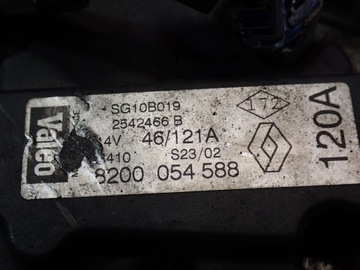 Valeo
SG10B019
2542466 B
4V 46/121A
410 S23/02
8200 054 588
172
120A